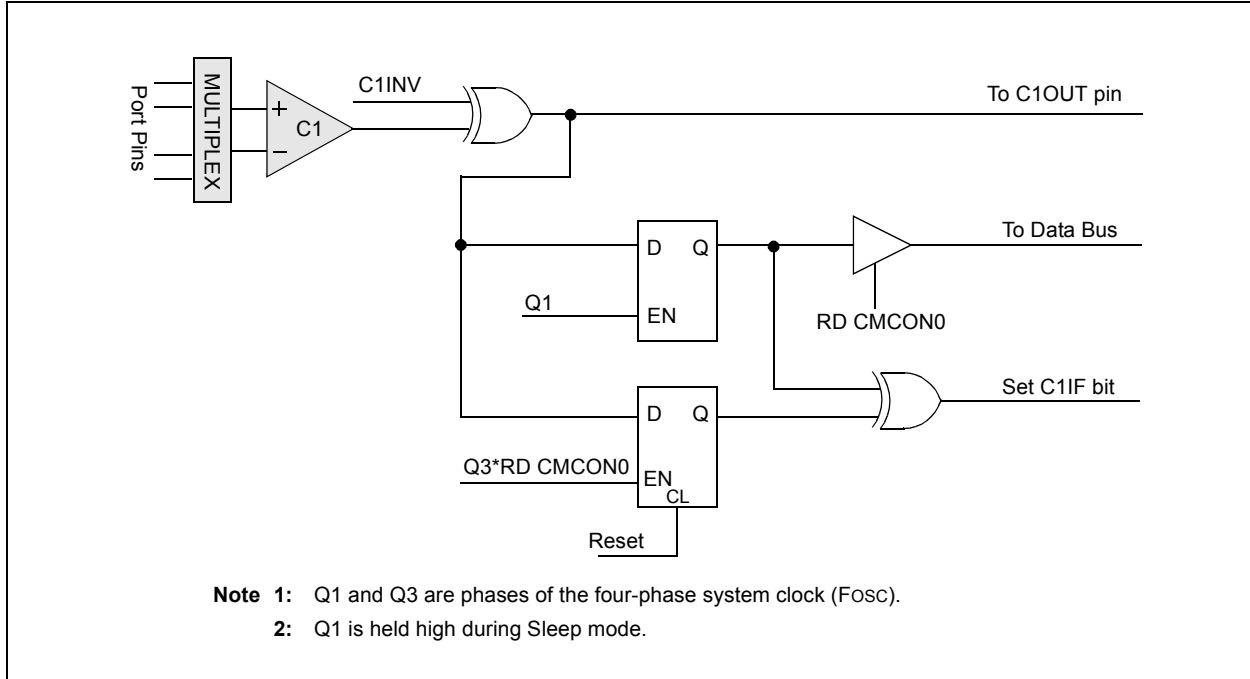 Port Pins
MULTIPLEX
+
−
C1
C1INV
To C1OUT pin
D Q
EN
Q1
To Data Bus
RD CMCON0
Set C1IF bit
D Q
Q3*RD CMCON0
EN
CL
Reset
Note 1: Q1 and Q3 are phases of the four-phase system clock (FOSC).
2: Q1 is held high during Sleep mode.